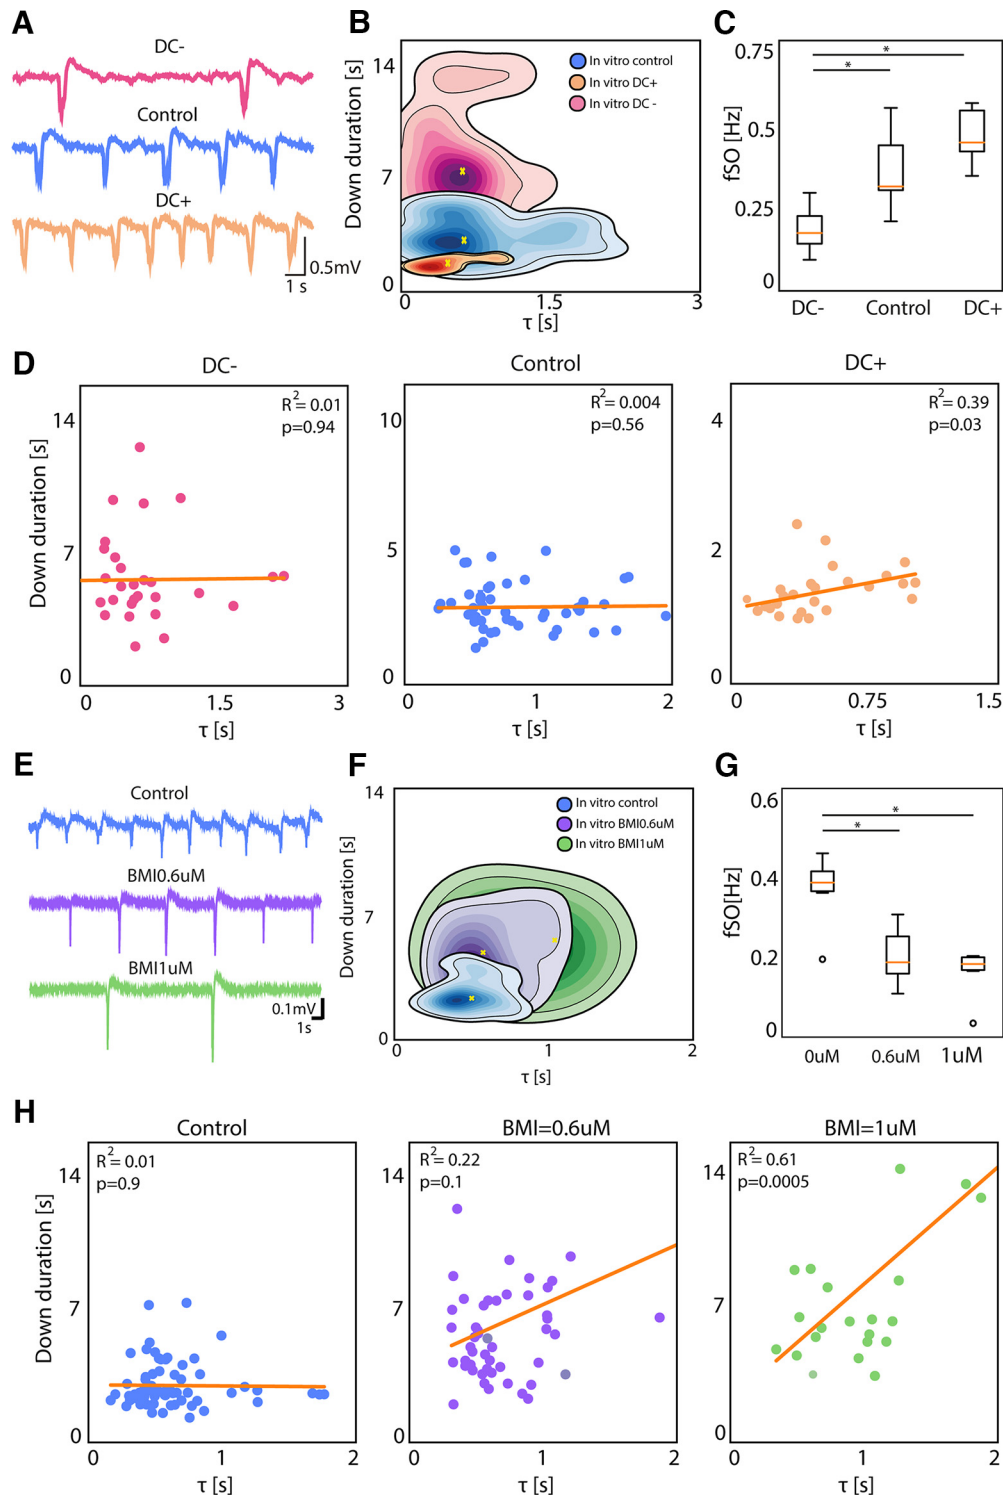 A
DC-
Control
DC+
0.5mV
1 s
B
Down duration [s]
14
7
0
In vitro control
In vitro DC+
In vitro DC -
0 1.5 3
τ [s]
C
fSO [Hz]
0.75
0.5
0.25
0
*
*
DC- Control DC+
D
DC-
Down duration [s]
14
7
0
R²= 0.01
p=0.94
0 1.5 3
τ [s]
Control
10
5
0
R²= 0.004
p=0.56
1 2
τ [s]
DC+
4
2
0
R²= 0.39
p=0.03
0 0.75 1.5
τ [s]
E
Control
BMI0.6uM
BMI1uM
0.1mV
1s
F
Down duration [s]
14
7
0
In vitro control
In vitro BMI0.6uM
In vitro BMI1uM
0 1 2
τ [s]
G
fSO[Hz]
0.6
0.4
0.2
0
*
*
0uM 0.6uM 1uM
H
Control
Down duration [s]
14
7
0
R²= 0.01
p=0.9
0 1 2
τ [s]
BMI=0.6uM
14
7
0
R²= 0.22
p=0.1
0 1 2
τ [s]
BMI=1uM
14
7
0
R²= 0.61
p=0.0005
0 1 2
τ [s]